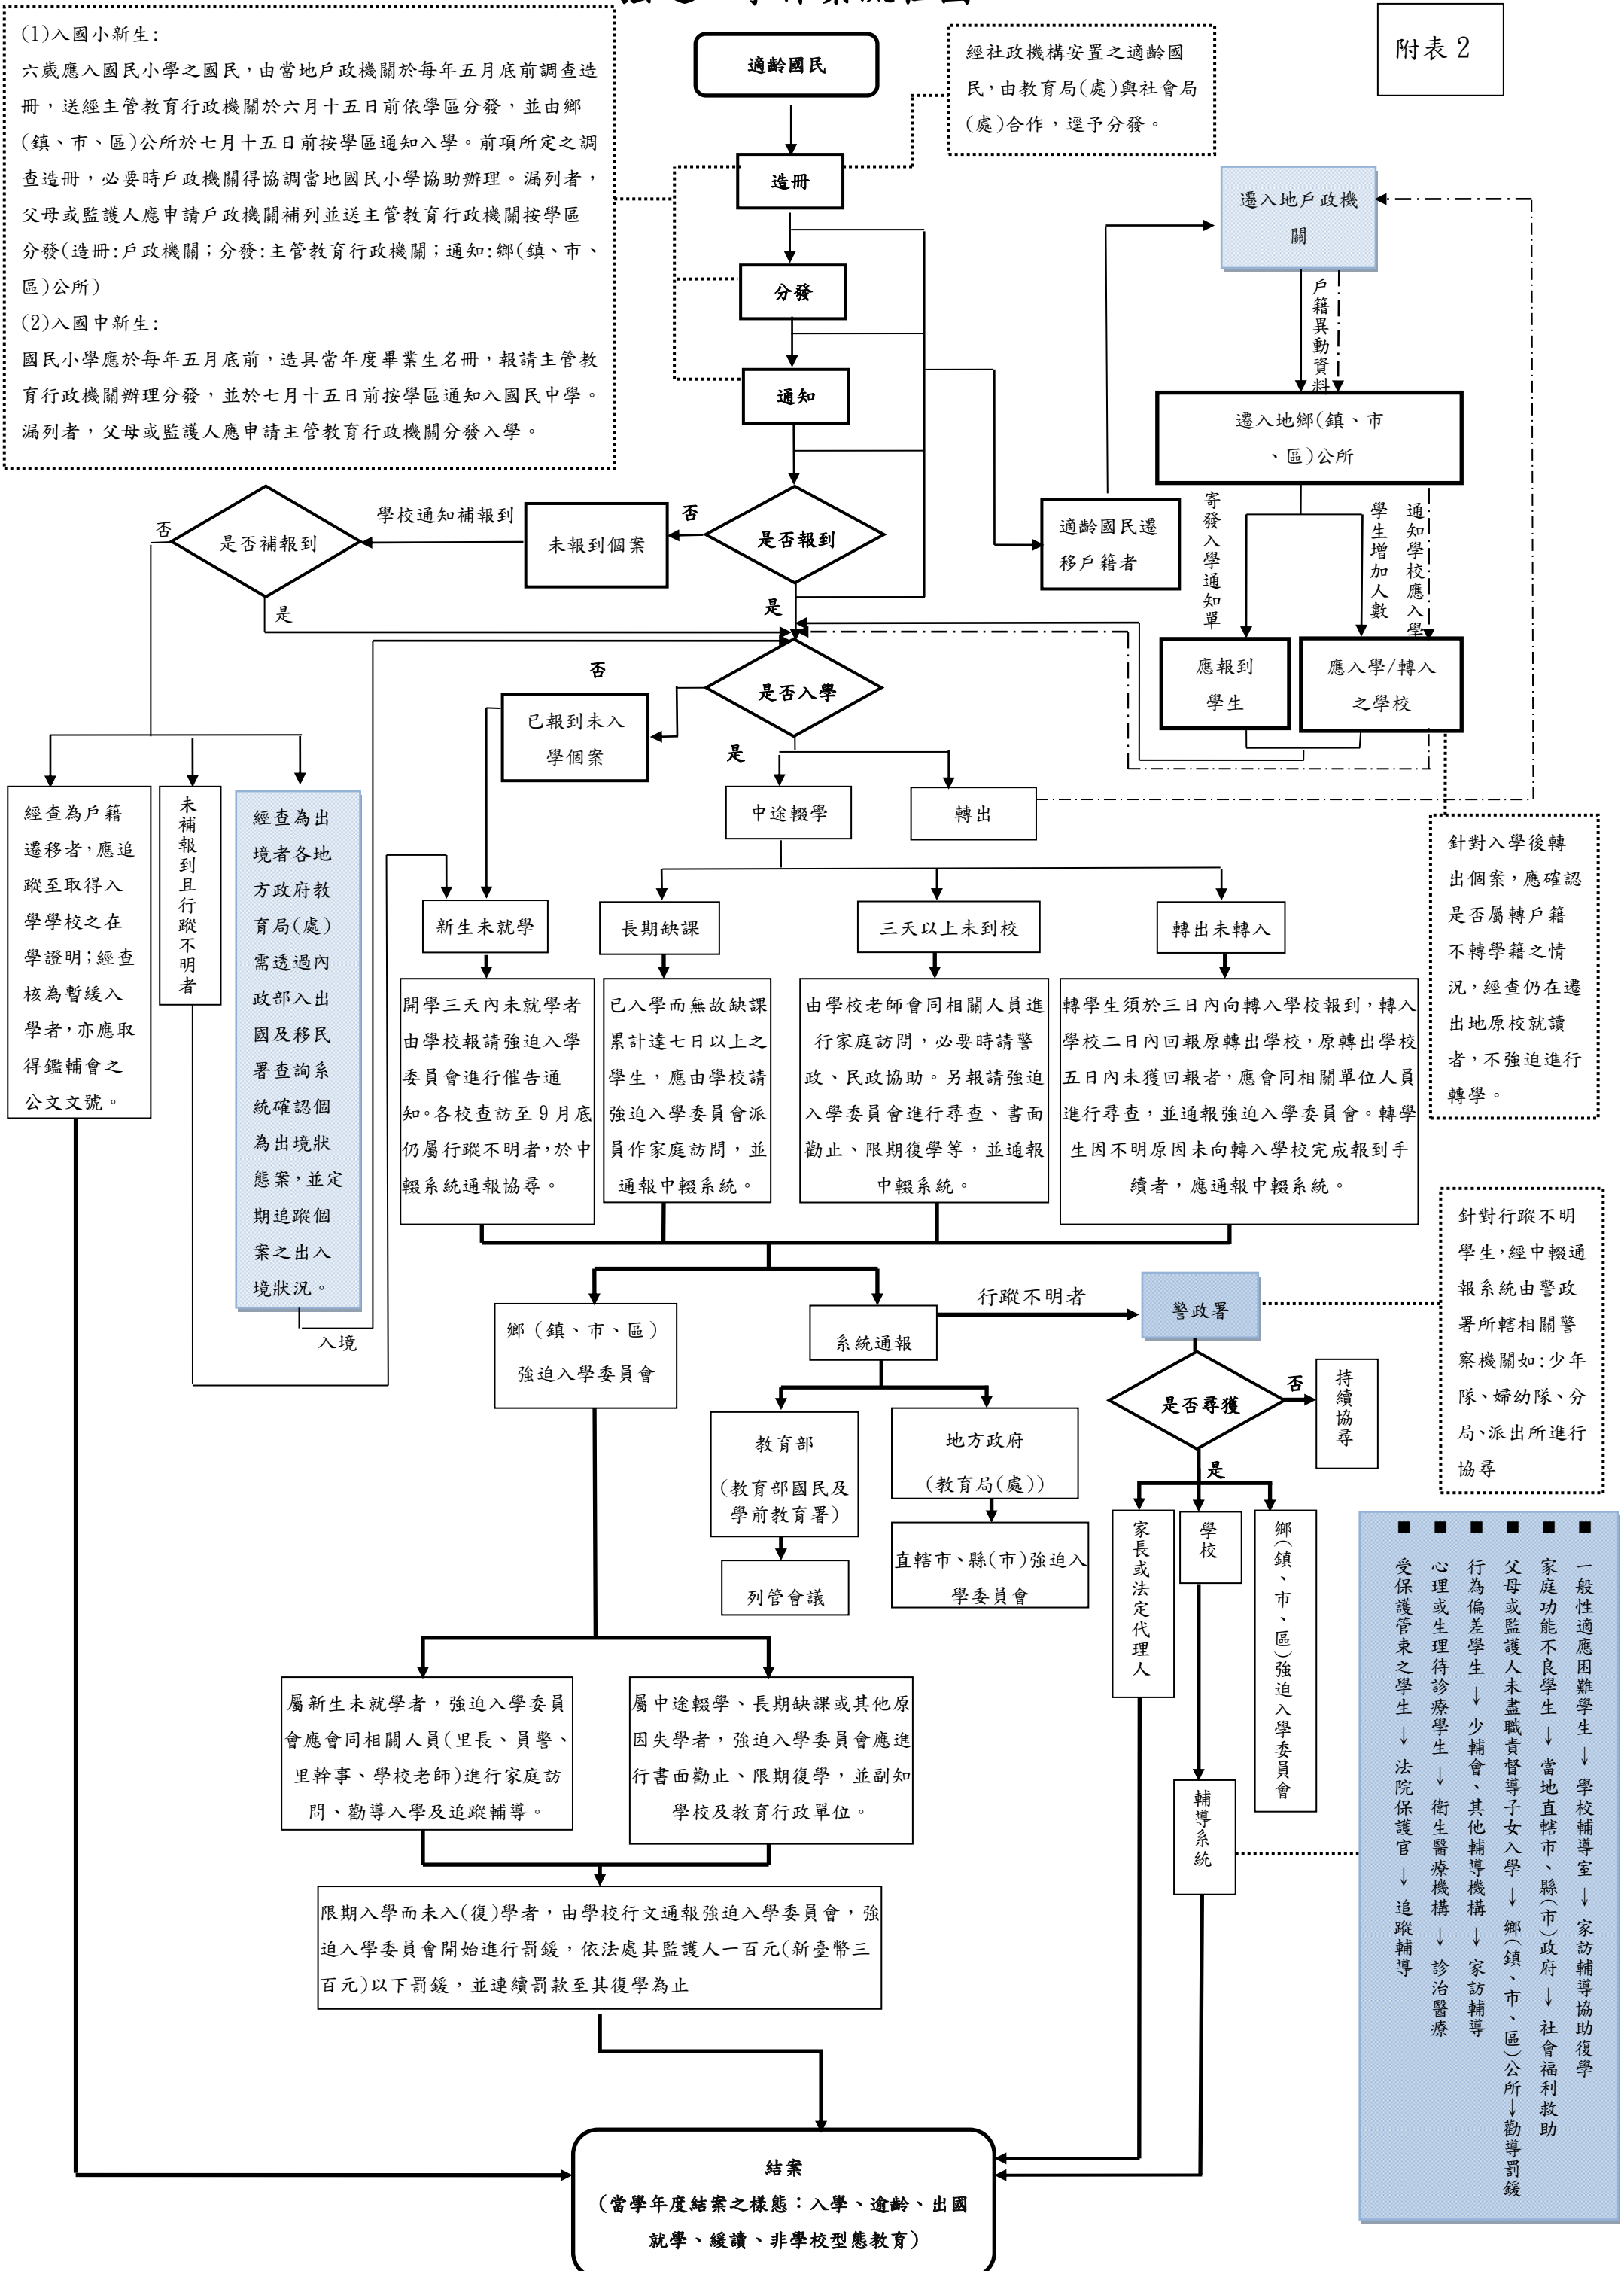 附表 2
(1)入國小新生:
六歲應入國民小學之國民，由當地戶政機關於每年五月底前調查造
冊，送經主管教育行政機關於六月十五日前依學區分發，並由鄉
(鎮、市、區)公所於七月十五日前按學區通知入學。前項所定之調
查造冊，必要時戶政機關得協調當地國民小學協助辦理。漏列者，
父母或監護人應申請戶政機關補列並送主管教育行政機關按學區
分發(造冊:戶政機關；分發:主管教育行政機關；通知:鄉(鎮、市、
區)公所)
(2)入國中新生:
國民小學應於每年五月底前，造具當年度畢業生名冊，報請主管教
育行政機關辦理分發，並於七月十五日前按學區通知入國民中學。
漏列者，父母或監護人應申請主管教育行政機關分發入學。
適齡國民
經社政機構安置之適齡國
民，由教育局(處)與社會局
(處)合作，逕予分發。
造冊
分發
通知
遷入地戶政機
關
戶籍異動資料
遷入地鄉(鎮、市
、區)公所
寄發入學通知單
學生增加人數
通知學校應入學
適齡國民遷
移戶籍者
是否報到
否
未報到個案
學校通知補報到
是否補報到
否
是
是
應報到
學生
應入學/轉入
之學校
是否入學
否
已報到未入
學個案
是
中途輟學
轉出
經查為戶籍
遷移者，應追
蹤至取得入
學學校之在
學證明；經查
核為暫緩入
學者，亦應取
得鑑輔會之
公文文號。
未補報到且行蹤不明者
經查為出
境者各地
方政府教
育局(處)
需透過內
政部入出
國及移民
署查詢系
統確認個
為出境狀
態案，並定
期追蹤個
案之出入
境狀況。
入境
針對入學後轉
出個案，應確認
是否屬轉戶籍
不轉學籍之情
況，經查仍在遷
出地原校就讀
者，不強迫進行
轉學。
新生未就學
長期缺課
三天以上未到校
轉出未轉入
開學三天內未就學者
由學校報請強迫入學
委員會進行催告通
知。各校查訪至 9 月底
仍屬行蹤不明者，於中
輟系統通報協尋。
已入學而無故缺課
累計達七日以上之
學生，應由學校請
強迫入學委員會派
員作家庭訪問，並
通報中輟系統。
由學校老師會同相關人員進
行家庭訪問，必要時請警
政、民政協助。另報請強迫
入學委員會進行尋查、書面
勸止、限期復學等，並通報
中輟系統。
轉學生須於三日內向轉入學校報到，轉入
學校二日內回報原轉出學校，原轉出學校
五日內未獲回報者，應會同相關單位人員
進行尋查，並通報強迫入學委員會。轉學
生因不明原因未向轉入學校完成報到手
續者，應通報中輟系統。
鄉（鎮、市、區）
強迫入學委員會
系統通報
行蹤不明者
警政署
針對行蹤不明
學生，經中輟通
報系統由警政
署所轄相關警
察機關如:少年
隊、婦幼隊、分
局、派出所進行
協尋
是否尋獲
否
持續協尋
是
教育部
(教育部國民及
學前教育署)
列管會議
地方政府
(教育局(處))
直轄市、縣(市)強迫入
學委員會
家長或法定代理人
學校
鄉(鎮、市、區)強迫入學委員會
輔導系統
■ 一般性適應困難學生→學校輔導室→家訪輔導協助復學
■ 家庭功能不良學生→當地直轄市、縣(市)政府→社會福利救助
■ 父母或監護人未盡職責督導子女入學→鄉(鎮、市、區)公所→勸導罰鍰
■ 行為偏差學生→少輔會、其他輔導機構→家訪輔導
■ 心理或生理待診療學生→衛生醫療機構→診治醫療
■ 受保護管束之學生→法院保護官→追蹤輔導
屬新生未就學者，強迫入學委員
會應會同相關人員(里長、員警、
里幹事、學校老師)進行家庭訪
問、勸導入學及追蹤輔導。
屬中途輟學、長期缺課或其他原
因失學者，強迫入學委員會應進
行書面勸止、限期復學，並副知
學校及教育行政單位。
限期入學而未入(復)學者，由學校行文通報強迫入學委員會，強
迫入學委員會開始進行罰鍰，依法處其監護人一百元(新臺幣三
百元)以下罰鍰，並連續罰款至其復學為止
結案
（當學年度結案之樣態：入學、逾齡、出國
就學、緩讀、非學校型態教育）